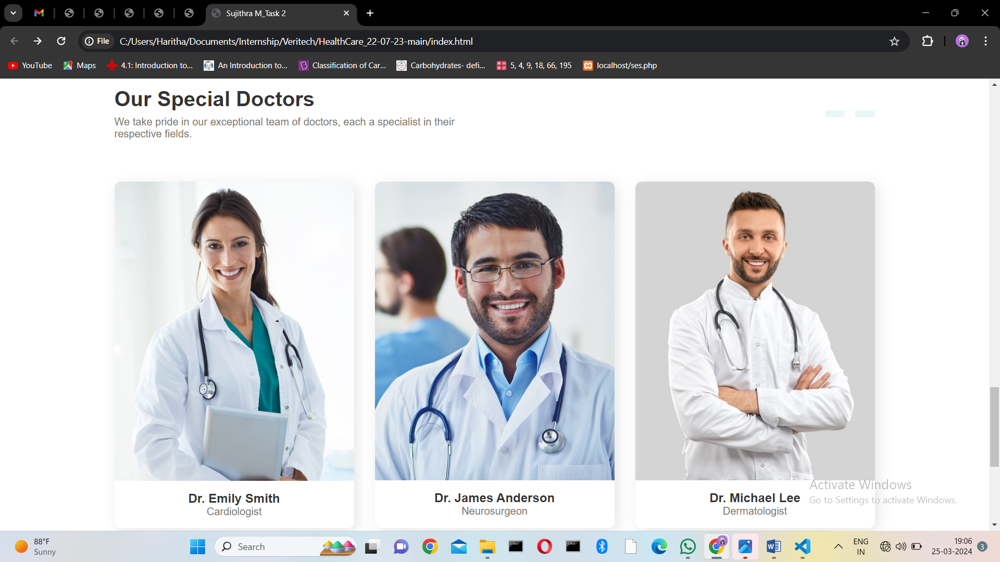 Sujithra M_Task 2
File
C:/Users/Haritha/Documents/Internship/Veritech/HealthCare_22-07-23-main/index.html
YouTube
Maps
4.1: Introduction to...
An Introduction to...
Classification of Car...
Carbohydrates- defi...
5, 4, 9, 18, 66, 195
localhost/ses.php
Our Special Doctors
We take pride in our exceptional team of doctors, each a specialist in their
respective fields.
Dr. Emily Smith
Cardiologist
Dr. James Anderson
Neurosurgeon
Dr. Michael Lee
Dermatologist
Activate Windows
Go to Settings to activate Windows.
88°F
Sunny
Search
ENG
IN
19:06
25-03-2024
3